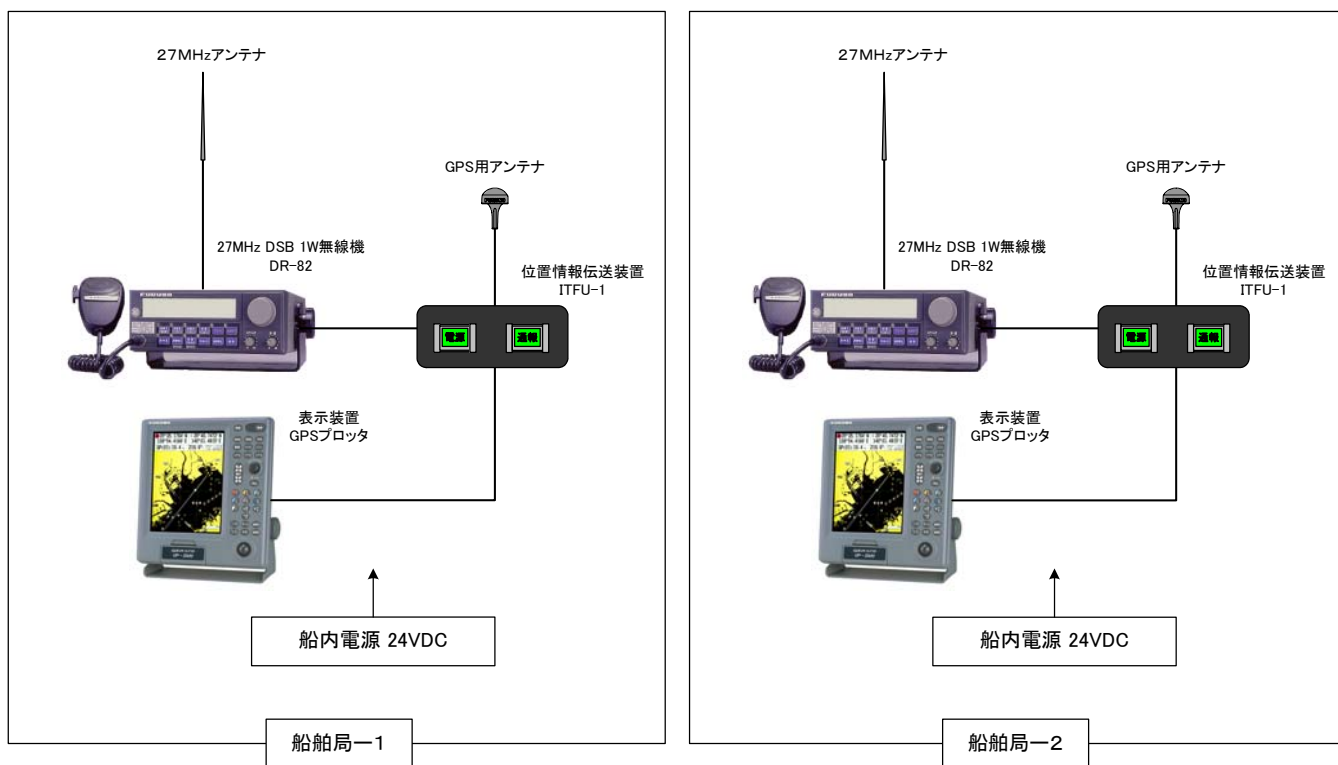 27MHzアンテナ
GPS用アンテナ
27MHz DSB 1W無線機
DR-82
位置情報伝送装置
ITFU-1
FURUNO
電源
通報
表示装置
GPSプロッタ
船内電源 24VDC
船舶局ー1
27MHzアンテナ
GPS用アンテナ
27MHz DSB 1W無線機
DR-82
位置情報伝送装置
ITFU-1
FURUNO
電源
通報
表示装置
GPSプロッタ
船内電源 24VDC
船舶局ー2